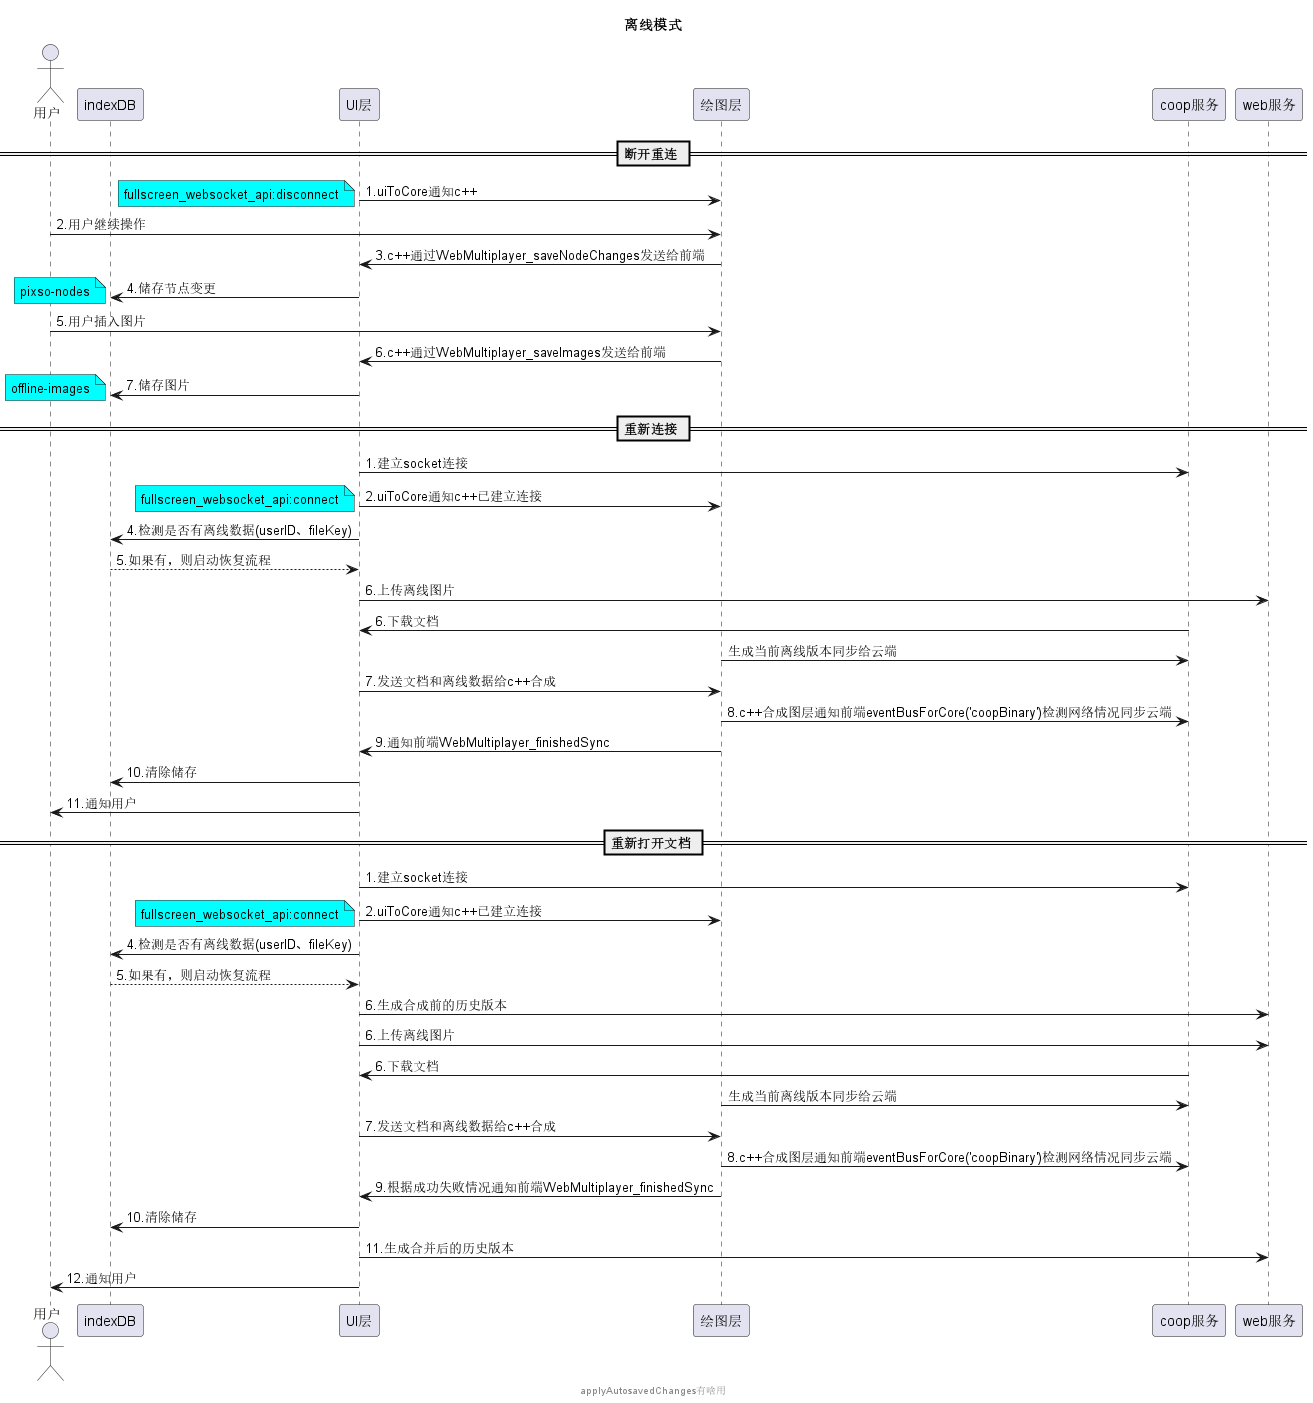 离线模式
用户
indexDB
UI层
绘图层
coop服务
web服务
断开重连
fullscreen_websocket_api:disconnect
1.uiToCore通知c++
2.用户继续操作
3.c++通过WebMultiplayer_saveNodeChanges发送给前端
pixso-nodes
4.储存节点变更
5.用户插入图片
6.c++通过WebMultiplayer_saveImages发送给前端
offline-images
7.储存图片
重新连接
1.建立socket连接
fullscreen_websocket_api:connect
2.uiToCore通知c++已建立连接
4.检测是否有离线数据(userID、fileKey)
5.如果有，则启动恢复流程
6.上传离线图片
6.下载文档
生成当前离线版本同步给云端
7.发送文档和离线数据给c++合成
8.c++合成图层通知前端eventBusForCore('coopBinary')检测网络情况同步云端
9.通知前端WebMultiplayer_finishedSync
10.清除储存
11.通知用户
重新打开文档
1.建立socket连接
fullscreen_websocket_api:connect
2.uiToCore通知c++已建立连接
4.检测是否有离线数据(userID、fileKey)
5.如果有，则启动恢复流程
6.生成合成前的历史版本
6.上传离线图片
6.下载文档
生成当前离线版本同步给云端
7.发送文档和离线数据给c++合成
8.c++合成图层通知前端eventBusForCore('coopBinary')检测网络情况同步云端
9.根据成功失败情况通知前端WebMultiplayer_finishedSync
10.清除储存
11.生成合并后的历史版本
12.通知用户
用户
indexDB
UI层
绘图层
coop服务
web服务
applyAutosavedChanges有啥用